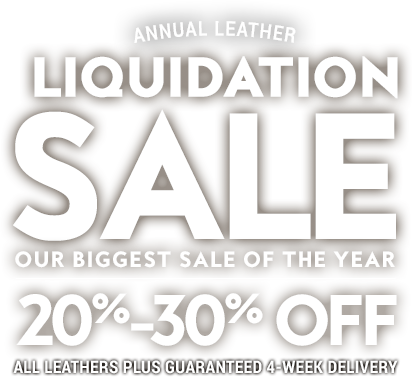 ANNUAL LEATHER
LIQUIDATION
SALE
OUR BIGGEST SALE OF THE YEAR
20%–30% OFF
ALL LEATHERS PLUS GUARANTEED 4-WEEK DELIVERY